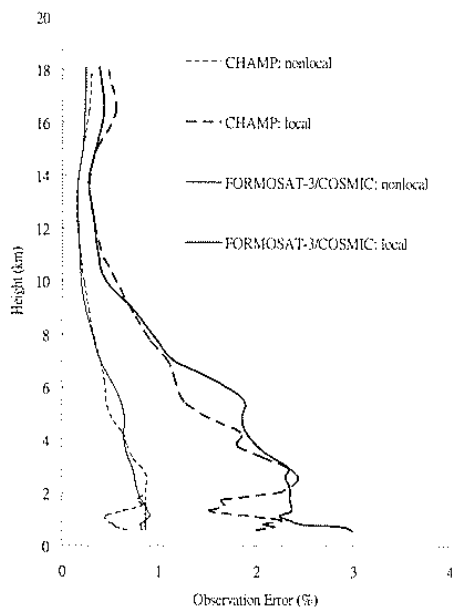 20
18
16
14
12
10
8
6
4
2
0
Height (km)
CHAMP: nonlocal
CHAMP: local
FORMOSAT-3/COSMIC: nonlocal
FORMOSAT-3/COSMIC: local
0 1 2 3 4
Observation Error (%)